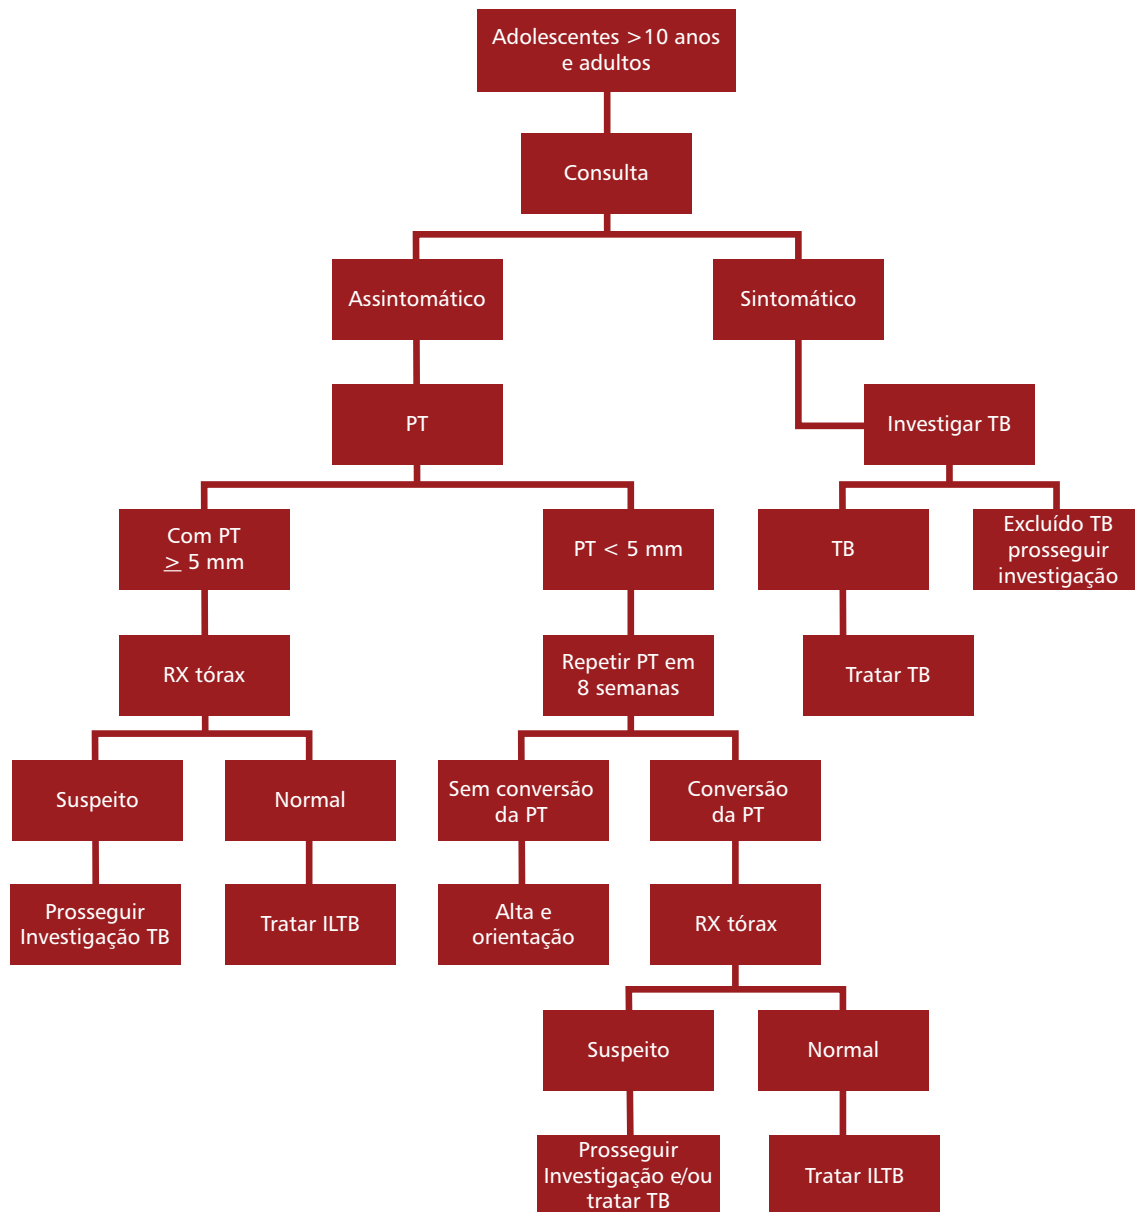 Adolescentes >10 anos
e adultos
Consulta
Assintomático
Sintomático
PT
Investigar TB
Com PT
≥ 5 mm
PT < 5 mm
TB
Excluído TB
prosseguir
investigação
RX tórax
Repetir PT em
8 semanas
Tratar TB
Suspeito
Normal
Sem conversão
da PT
Conversão
da PT
Prosseguir
Investigação TB
Tratar ILTB
Alta e
orientação
RX tórax
Suspeito
Normal
Prosseguir
Investigação e/ou
tratar TB
Tratar ILTB